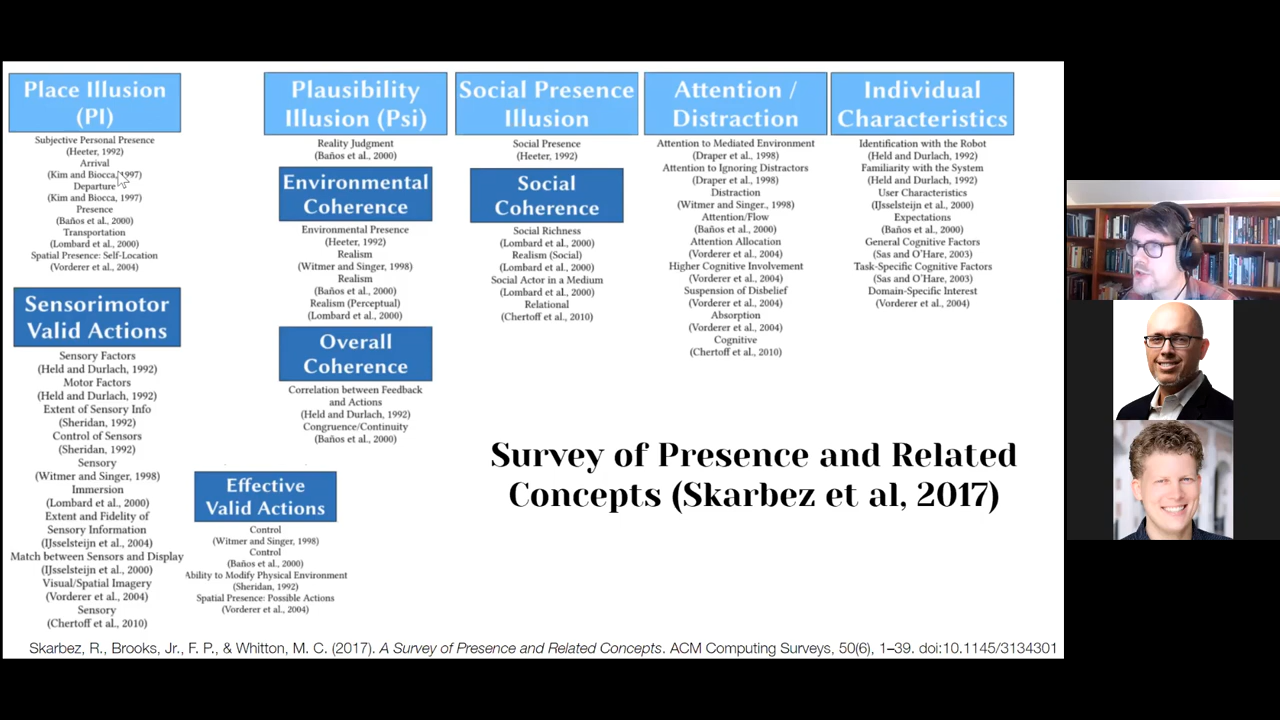 Place Illusion
(PI)
Subjective Personal Presence
(Heeter, 1992)
Arrival
(Kim and Biocca, 1997)
Departure
(Kim and Biocca, 1997)
Presence
(Baños et al., 2000)
Transportation
(Lombard et al., 2000)
Spatial Presence: Self-Location
(Vorderer et al., 2004)
Sensorimotor
Valid Actions
Sensory Factors
(Held and Durlach, 1992)
Motor Factors
(Held and Durlach, 1992)
Extent of Sensory Info
(Sheridan, 1992)
Control of Sensors
(Sheridan, 1992)
Sensory
(Witmer and Singer, 1998)
Immersion
(Lombard et al., 2000)
Extent and Fidelity of
Sensory Information
(IJsselsteijn et al., 2004)
Match between Sensors and Display
(IJsselsteijn et al., 2000)
Visual/Spatial Imagery
(Vorderer et al., 2004)
Sensory
(Chertoff et al., 2010)
Plausibility
Illusion (Psi)
Reality Judgment
(Baños et al., 2000)
Environmental
Coherence
Environmental Presence
(Heeter, 1992)
Realism
(Witmer and Singer, 1998)
Realism
(Baños et al., 2000)
Realism (Perceptual)
(Lombard et al., 2000)
Overall
Coherence
Correlation between Feedback
and Actions
(Held and Durlach, 1992)
Congruence/Continuity
(Baños et al., 2000)
Effective
Valid Actions
Control
(Witmer and Singer, 1998)
Control
(Baños et al., 2000)
Ability to Modify Physical Environment
(Sheridan, 1992)
Spatial Presence: Possible Actions
(Vorderer et al., 2004)
Social Presence
Illusion
Social Presence
(Heeter, 1992)
Social
Coherence
Social Richness
(Lombard et al., 2000)
Realism (Social)
(Lombard et al., 2000)
Social Actor in a Medium
(Lombard et al., 2000)
Relational
(Chertoff et al., 2010)
Attention /
Distraction
Attention to Mediated Environment
(Draper et al., 1998)
Attention to Ignoring Distractors
(Draper et al., 1998)
Distraction
(Witmer and Singer., 1998)
Attention/Flow
(Baños et al., 2000)
Attention Allocation
(Vorderer et al., 2004)
Higher Cognitive Involvement
(Vorderer et al., 2004)
Suspension of Disbelief
(Vorderer et al., 2004)
Absorption
(Vorderer et al., 2004)
Cognitive
(Chertoff et al., 2010)
Individual
Characteristics
Identification with the Robot
(Held and Durlach, 1992)
Familiarity with the System
(Held and Durlach, 1992)
User Characteristics
(IJsselsteijn et al., 2000)
Expectations
(Baños et al., 2000)
General Cognitive Factors
(Sas and O'Hare, 2003)
Task-Specific Cognitive Factors
(Sas and O'Hare, 2003)
Domain-Specific Interest
(Vorderer et al., 2004)
Survey of Presence and Related
Concepts (Skarbez et al, 2017)
Skarbez, R., Brooks, Jr., F. P., & Whitton, M. C. (2017). A Survey of Presence and Related Concepts. ACM Computing Surveys, 50(6), 1–39. doi:10.1145/3134301